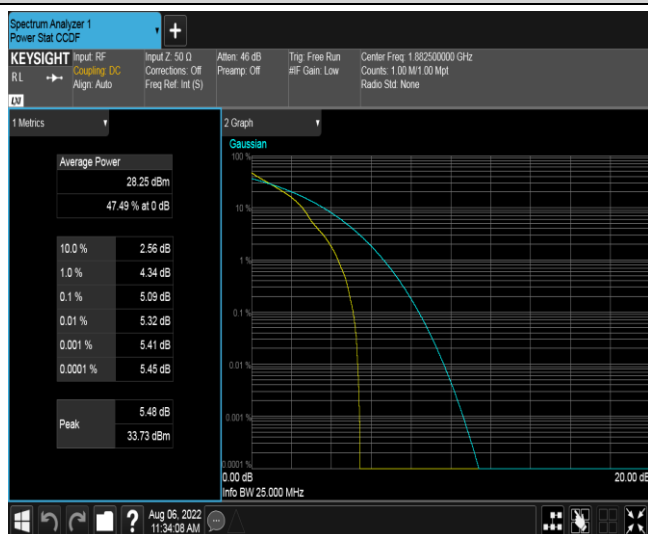 Spectrum Analyzer 1
Power Stat CCDF
+
KEYSIGHT
RL
LXI
Input: RF
Coupling: DC
Align: Auto
Input Z: 50 Ω
Corrections: Off
Freq Ref: Int (S)
Atten: 46 dB
Preamp: Off
Trig: Free Run
#IF Gain: Low
Center Freq: 1.882500000 GHz
Counts: 1.00 M/1.00 Mpt
Radio Std: None
1 Metrics
Average Power
28.25 dBm
47.49 % at 0 dB
10.0 % 2.56 dB
1.0 % 4.34 dB
0.1 % 5.09 dB
0.01 % 5.32 dB
0.001 % 5.41 dB
0.0001 % 5.45 dB
Peak
5.48 dB
33.73 dBm
2 Graph
Gaussian
100 %
10 %
1 %
0.1 %
0.01 %
0.001 %
0.0001 %
0.00 dB
20.00 dB
Info BW 25.000 MHz
?
Aug 06, 2022
11:34:08 AM